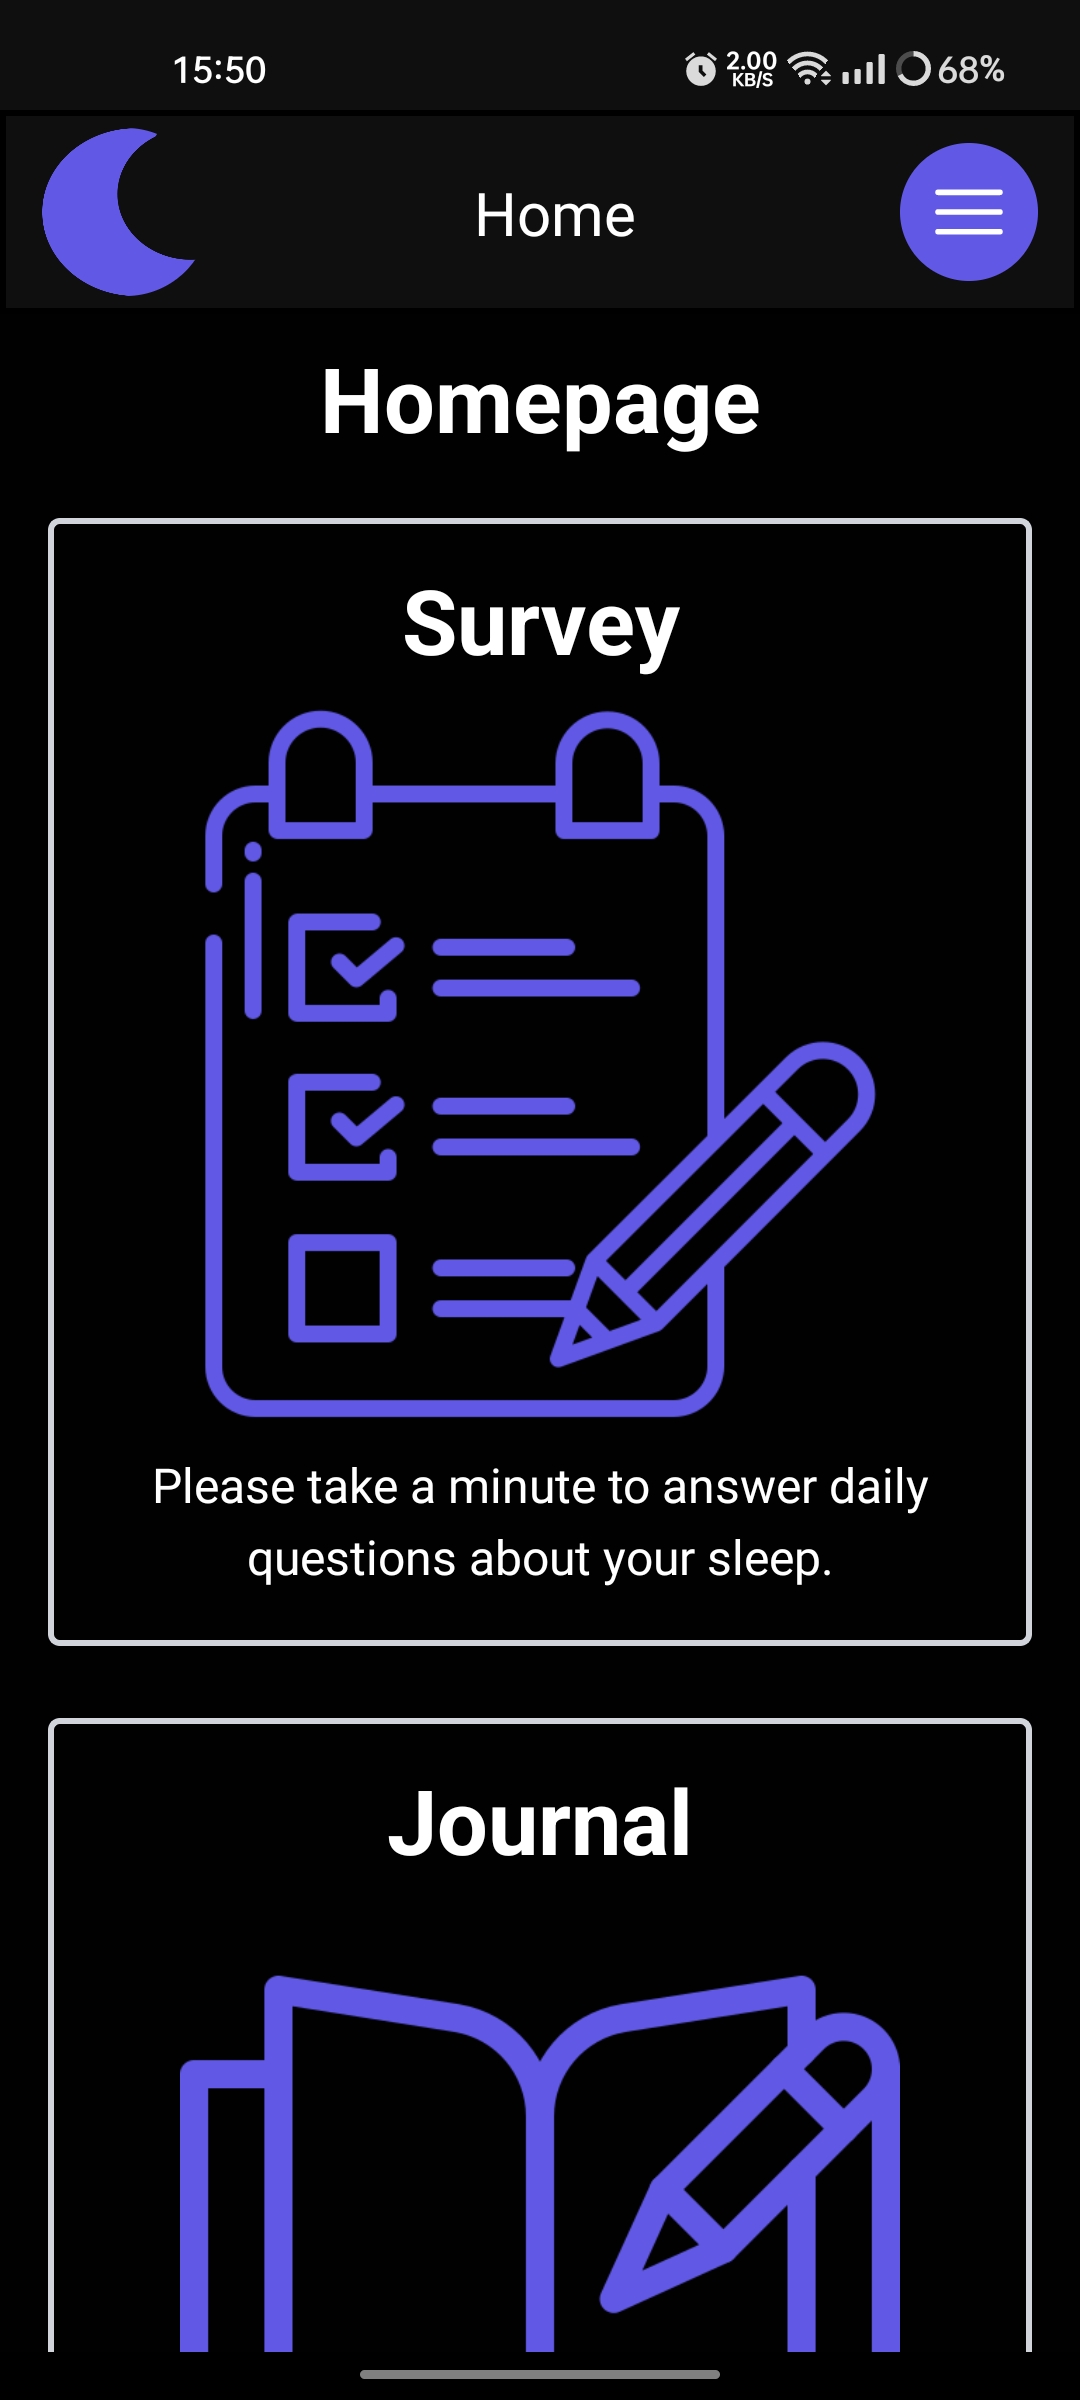 15:50
2.00
KB/S
68%
Home
Homepage
Survey
Please take a minute to answer daily
questions about your sleep.
Journal